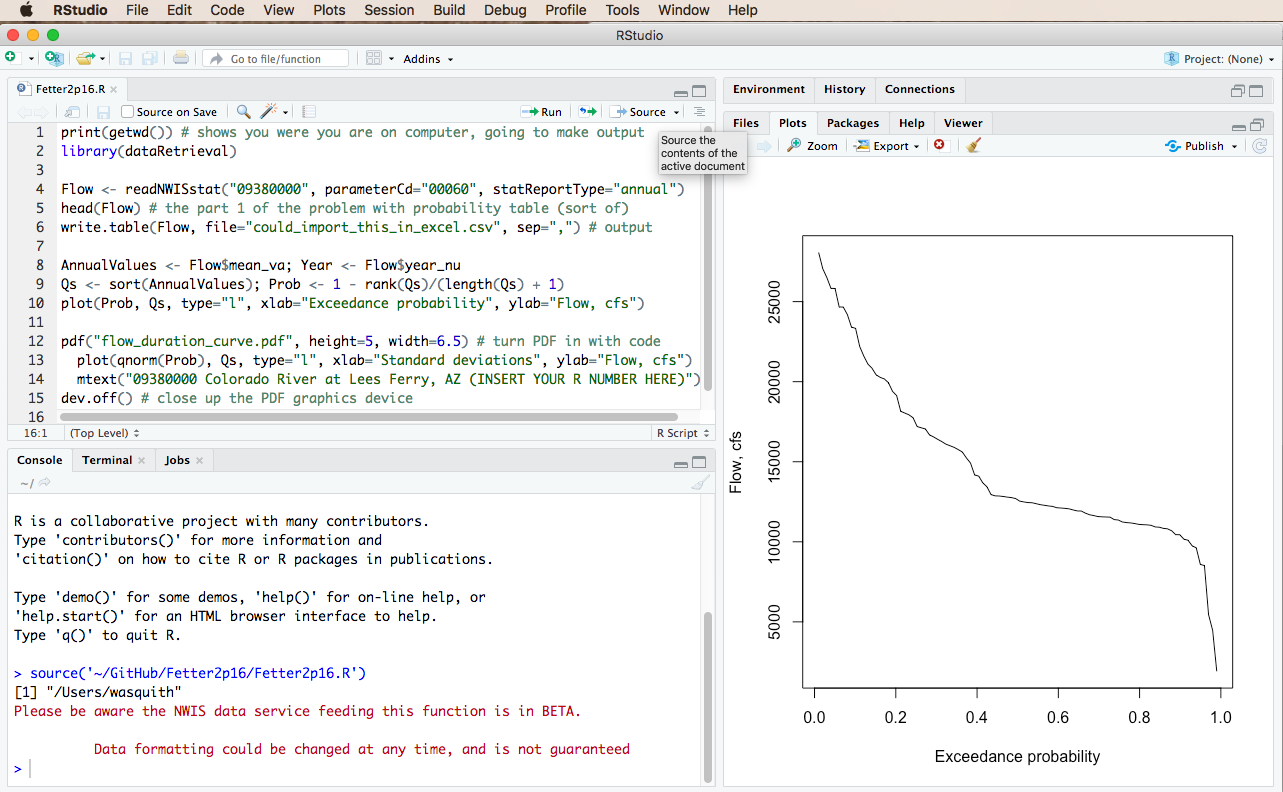 RStudio File Edit Code View Plots Session Build Debug Profile Tools Window Help
RStudio
Go to file/function Addins Project: (None)
Fetter2p16.R
Source on Save Run Source
1 print(getwd()) # shows you were you are on computer, going to make output
2 library(dataRetrieval)
3
4 Flow <- readNWISstat("09380000", parameterCd="00060", statReportType="annual")
5 head(Flow) # the part 1 of the problem with probability table (sort of)
6 write.table(Flow, file="could_import_this_in_excel.csv", sep=",") # output
7
8 AnnualValues <- Flow$mean_va; Year <- Flow$year_nu
9 Qs <- sort(AnnualValues); Prob <- 1 - rank(Qs)/(length(Qs) + 1)
10 plot(Prob, Qs, type="l", xlab="Exceedance probability", ylab="Flow, cfs")
11
12 pdf("flow_duration_curve.pdf", height=5, width=6.5) # turn PDF in with code
13 plot(qnorm(Prob), Qs, type="l", xlab="Standard deviations", ylab="Flow, cfs")
14 mtext("09380000 Colorado River at Lees Ferry, AZ (INSERT YOUR R NUMBER HERE)")
15 dev.off() # close up the PDF graphics device
16
16:1 (Top Level) R Script
Console Terminal Jobs
~/
R is a collaborative project with many contributors.
Type 'contributors()' for more information and
'citation()' on how to cite R or R packages in publications.
Type 'demo()' for some demos, 'help()' for on-line help, or
'help.start()' for an HTML browser interface to help.
Type 'q()' to quit R.
> source('~/GitHub/Fetter2p16/Fetter2p16.R')
[1] "/Users/wasquith"
Please be aware the NWIS data service feeding this function is in BETA.
Data formatting could be changed at any time, and is not guaranteed
>
Environment History Connections
Files Plots Packages Help Viewer
Zoom Export Publish
Source the
contents of the
active document
Flow, cfs
25000
20000
15000
10000
5000
0.0 0.2 0.4 0.6 0.8 1.0
Exceedance probability